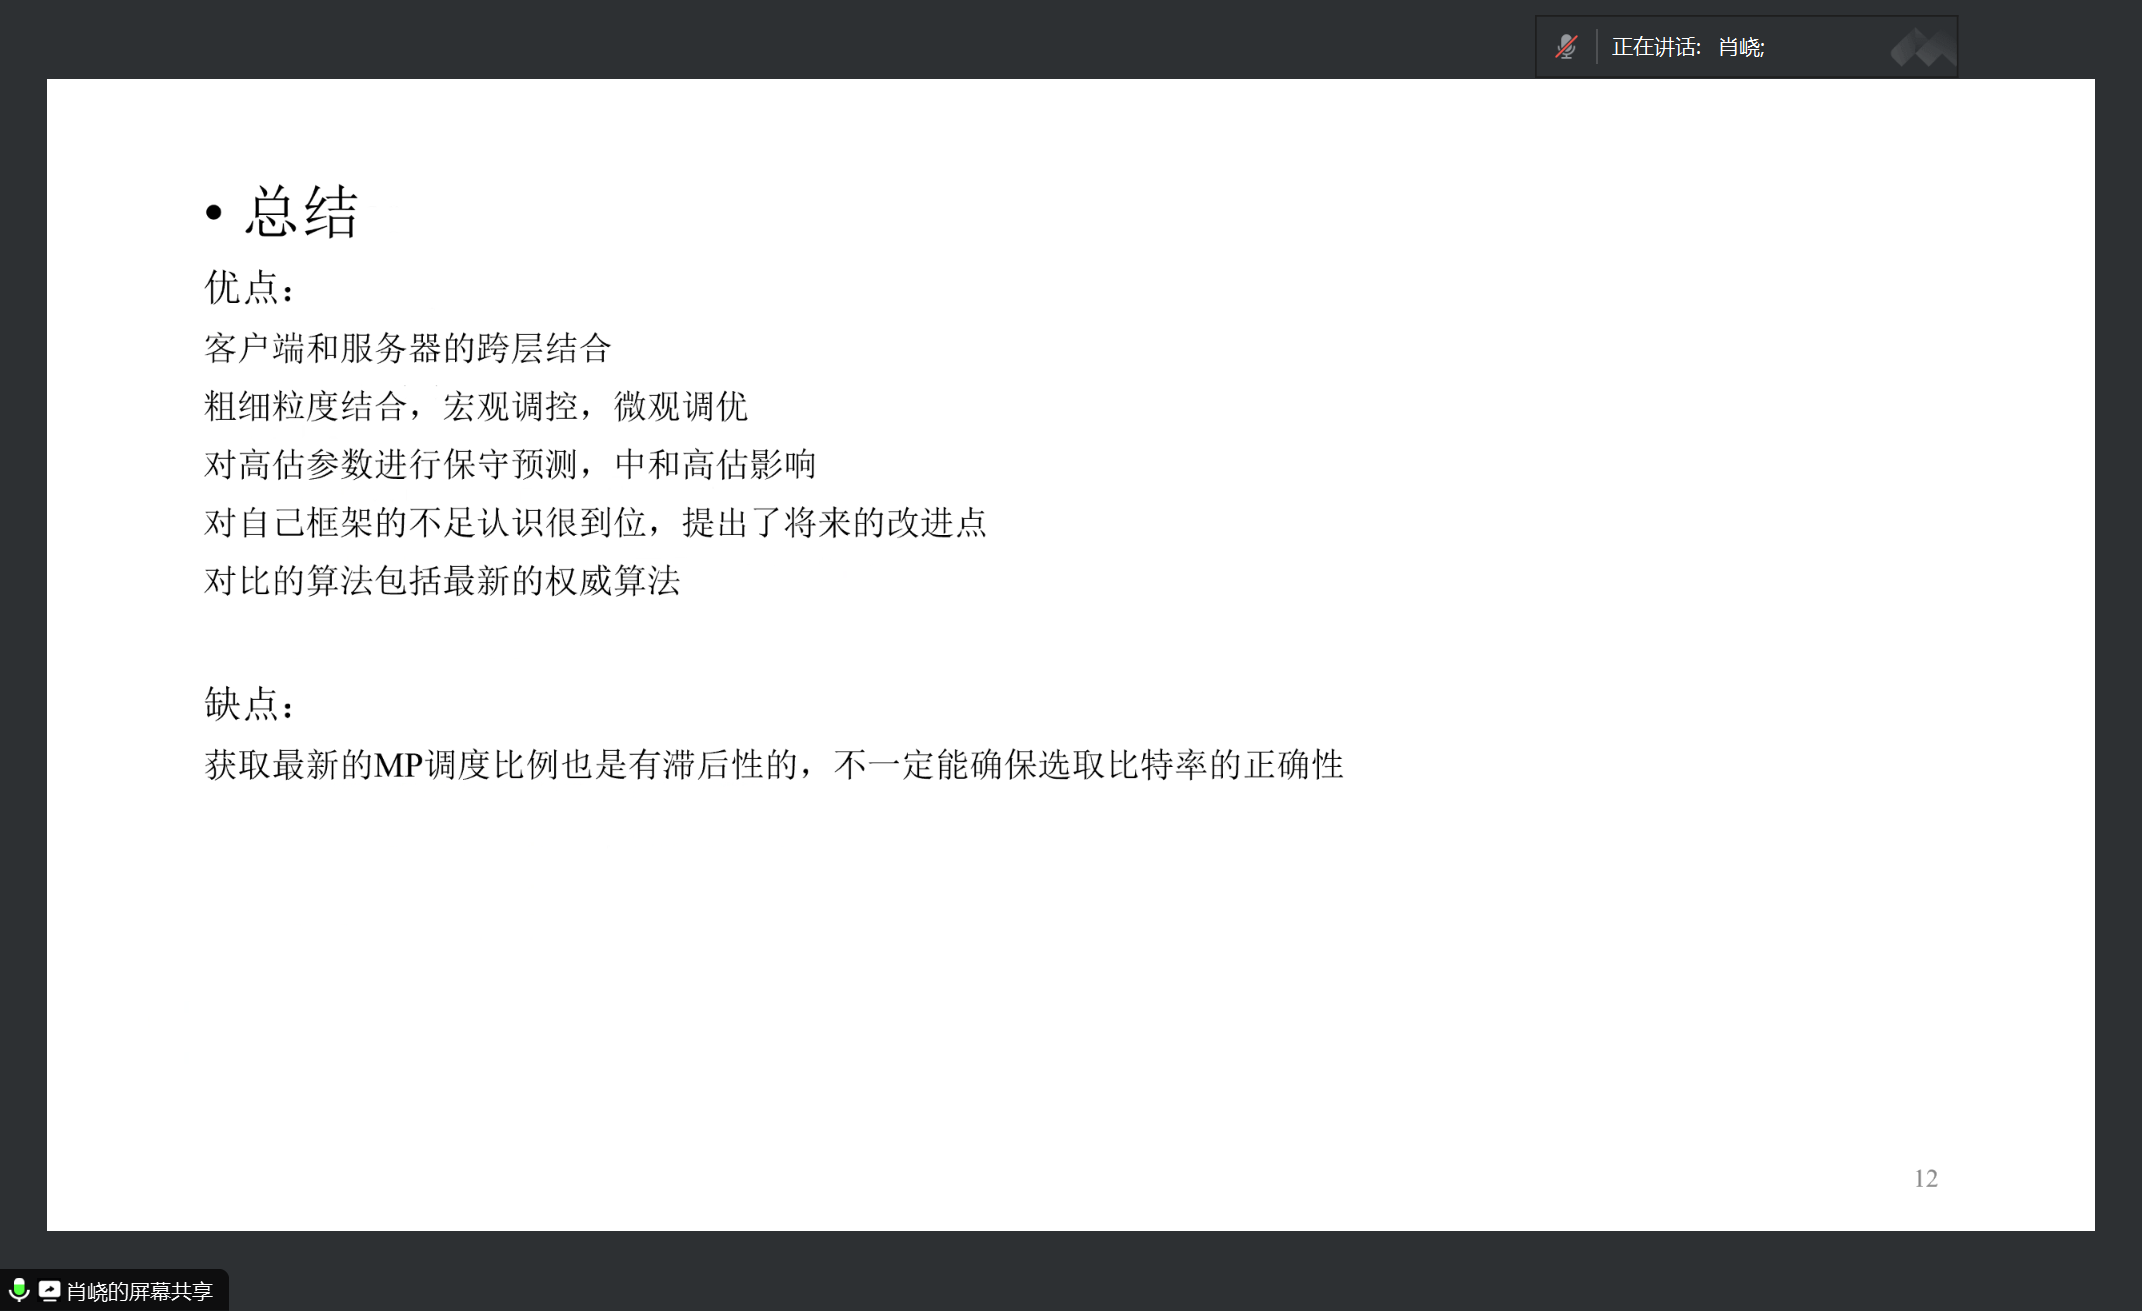 正在讲话: 肖峣;
• 总结
优点：
客户端和服务器的跨层结合
粗细粒度结合，宏观调控，微观调优
对高估参数进行保守预测，中和高估影响
对自己框架的不足认识很到位，提出了将来的改进点
对比的算法包括最新的权威算法
缺点：
获取最新的MP调度比例也是有滞后性的，不一定能确保选取比特率的正确性
12
肖峣的屏幕共享